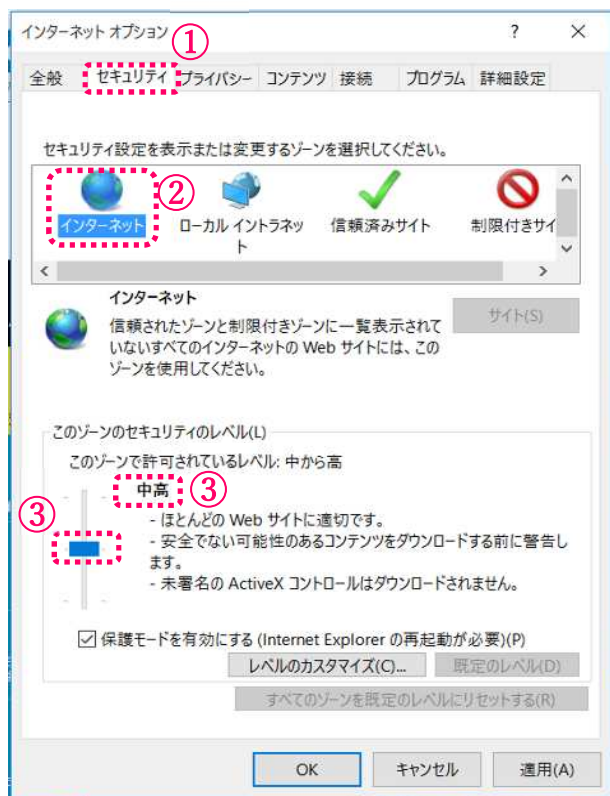 インターネット オプション
?
×
①
全般 セキュリティ プライバシー コンテンツ 接続 プログラム 詳細設定
セキュリティ設定を表示または変更するゾーンを選択してください。
②
インターネット ローカル イントラネッ 信頼済みサイト 制限付きサイ
ト
インターネット
サイト(S)
信頼されたゾーンと制限付きゾーンに一覧表示されて
いないすべてのインターネットの Web サイトには、この
ゾーンを使用してください。
このゾーンのセキュリティのレベル(L)
このゾーンで許可されているレベル: 中から高
中高 ③
③
- ほとんどの Web サイトに適切です。
- 安全でない可能性のあるコンテンツをダウンロードする前に警告し
ます。
- 未署名の ActiveX コントロールはダウンロードされません。
保護モードを有効にする (Internet Explorer の再起動が必要)(P)
レベルのカスタマイズ(C)... 既定のレベル(D)
すべてのゾーンを既定のレベルにリセットする(R)
OK キャンセル 適用(A)